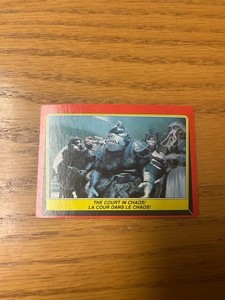 THE COURT IN CHAOS!
LA COUR DANS LE CHAOS!